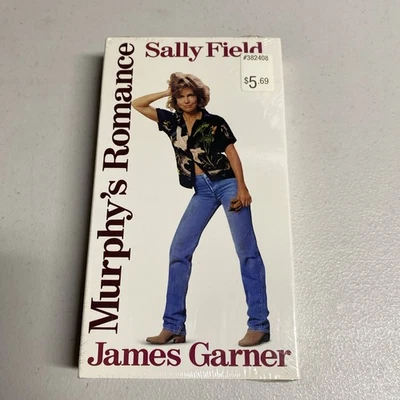 Sally Field
#382408
$5.69
Murphy's Romance
James Garner